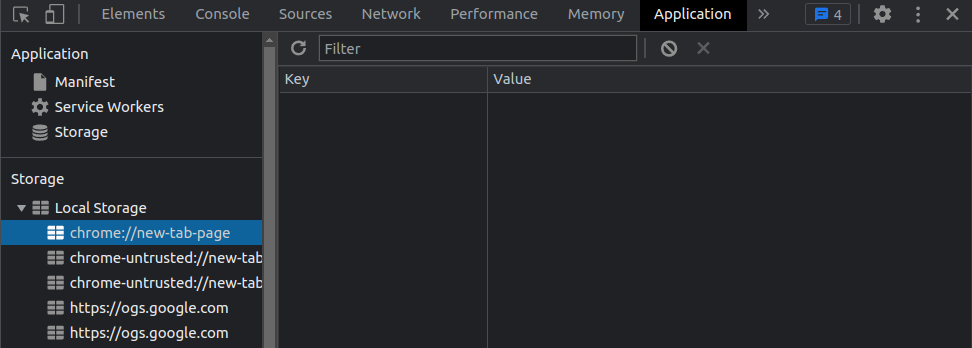 Elements Console Sources Network Performance Memory Application 4
Application
Manifest
Service Workers
Storage
Storage
Local Storage
chrome://new-tab-page
chrome-untrusted://new-tab
chrome-untrusted://new-tab
https://ogs.google.com
https://ogs.google.com
Filter
Key Value